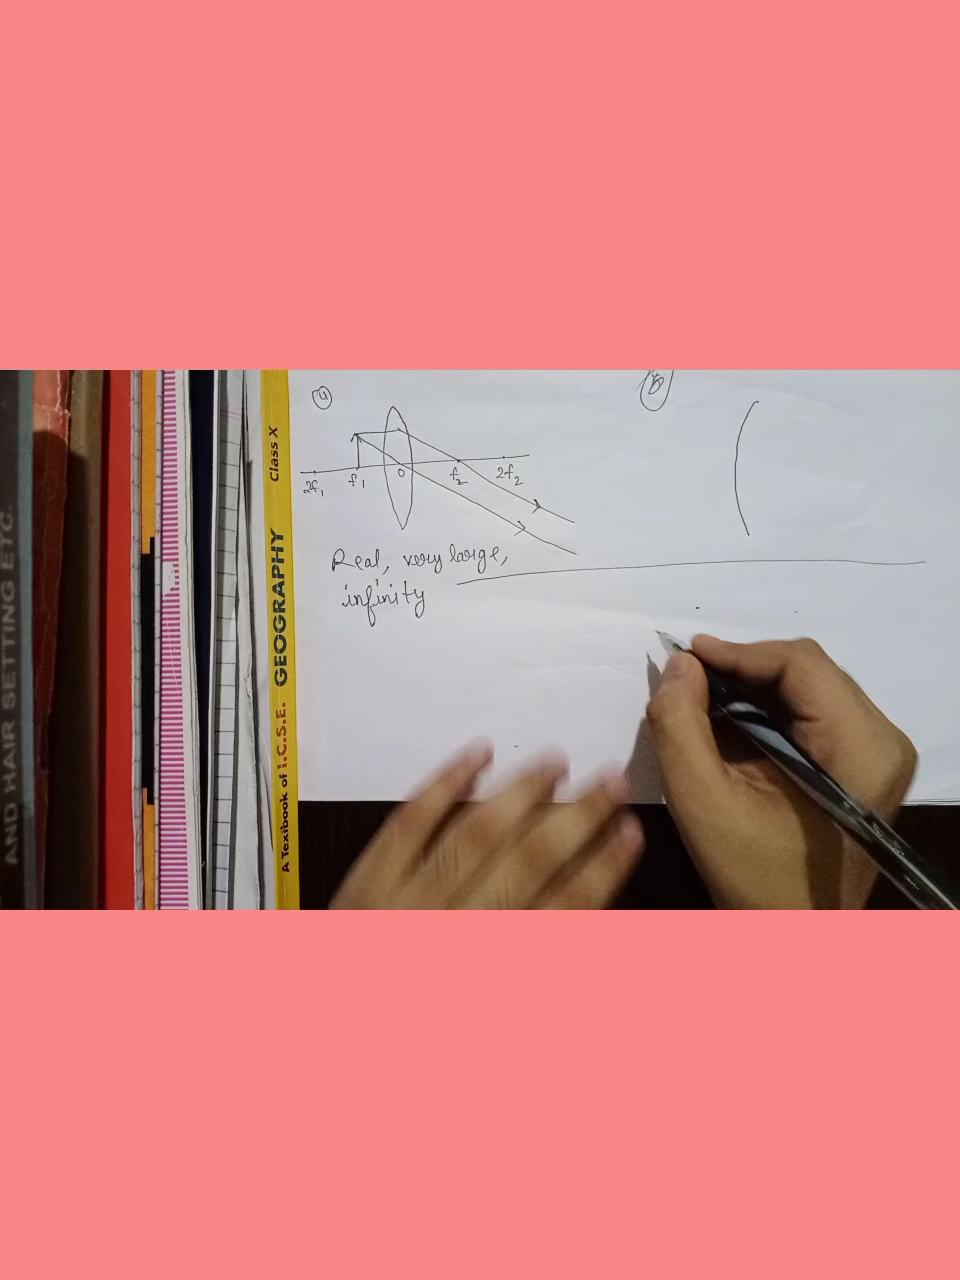 AND HAIR SETTING ETC.
A Textbook of I.C.S.E. GEOGRAPHY Class X
a
b
2f1 f1 O f2 2f2
Real, very large,
infinity